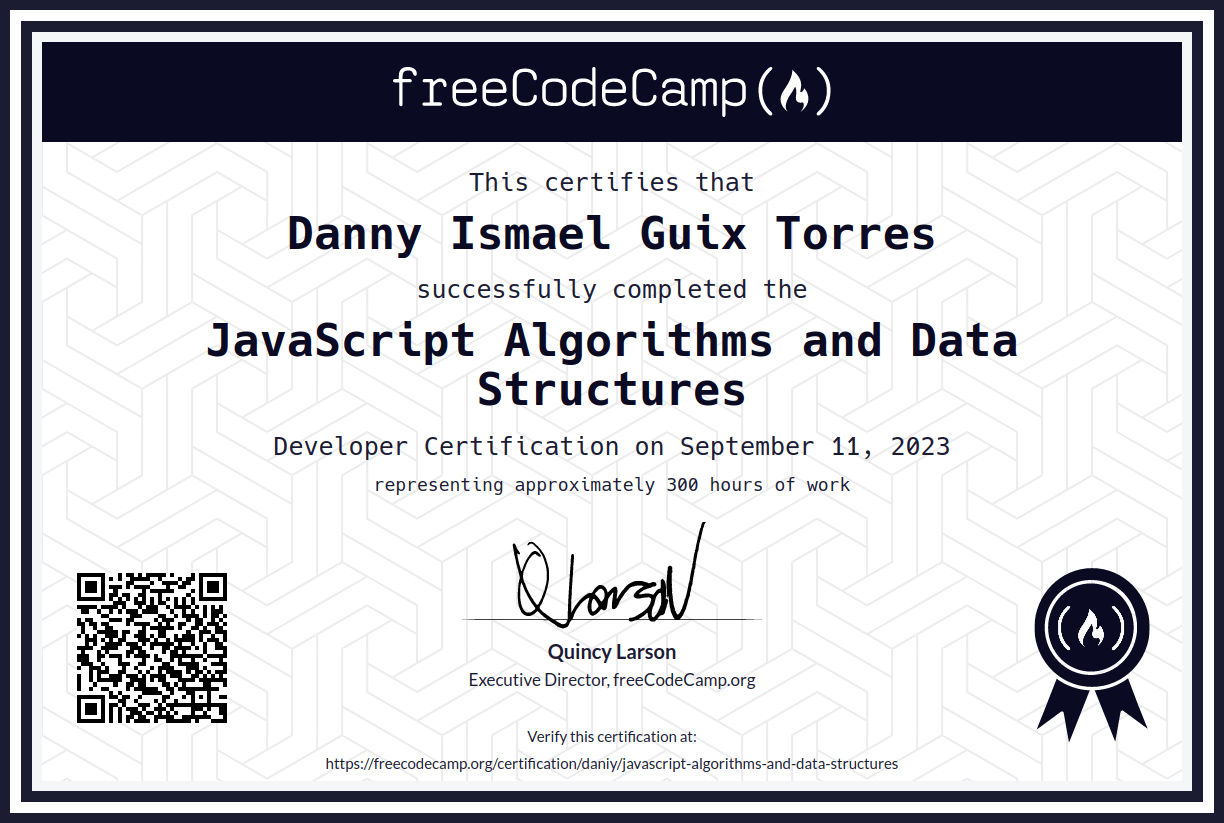 freeCodeCamp
This certifies that
Danny Ismael Guix Torres
successfully completed the
JavaScript Algorithms and Data
Structures
Developer Certification on September 11, 2023
representing approximately 300 hours of work
Quincy Larson
Executive Director, freeCodeCamp.org
Verify this certification at:
https://freecodecamp.org/certification/daniy/javascript-algorithms-and-data-structures